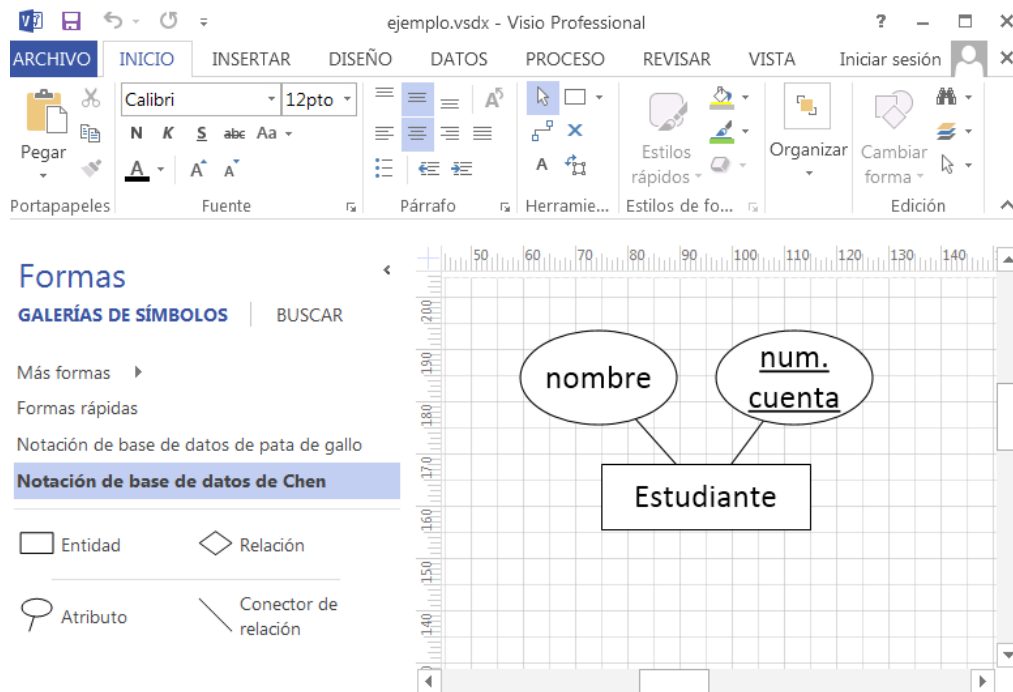 ejemplo.vsdx - Visio Professional
?
ARCHIVO INICIO INSERTAR DISEÑO DATOS PROCESO REVISAR VISTA Iniciar sesión
Calibri 12pto
N K S abc Aa
A A A
A
A
Pegar
Estilos
rápidos
Organizar
Cambiar
forma
Portapapeles Fuente Párrafo Herramie... Estilos de fo... Edición
Formas
GALERÍAS DE SÍMBOLOS BUSCAR
Más formas
Formas rápidas
Notación de base de datos de pata de gallo
Notación de base de datos de Chen
Entidad Relación
Atributo
Conector de
relación
50 60 70 80 90 100 110 120 130 140
200
190
180
170
160
150
140
nombre
num.
cuenta
Estudiante